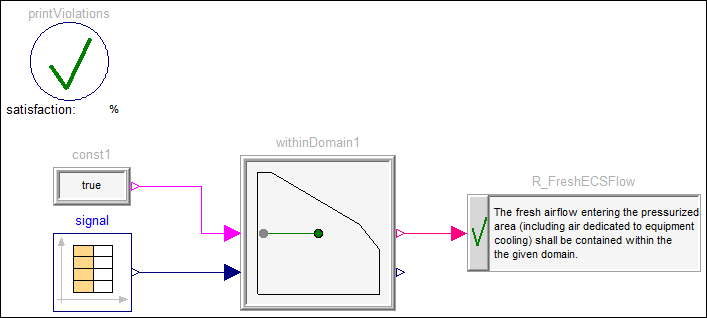 printViolations
satisfaction: %
const1
true
signal
withinDomain1
R_FreshECSFlow
The fresh airflow entering the pressurized
area (including air dedicated to equipment
cooling) shall be contained within the
the given domain.